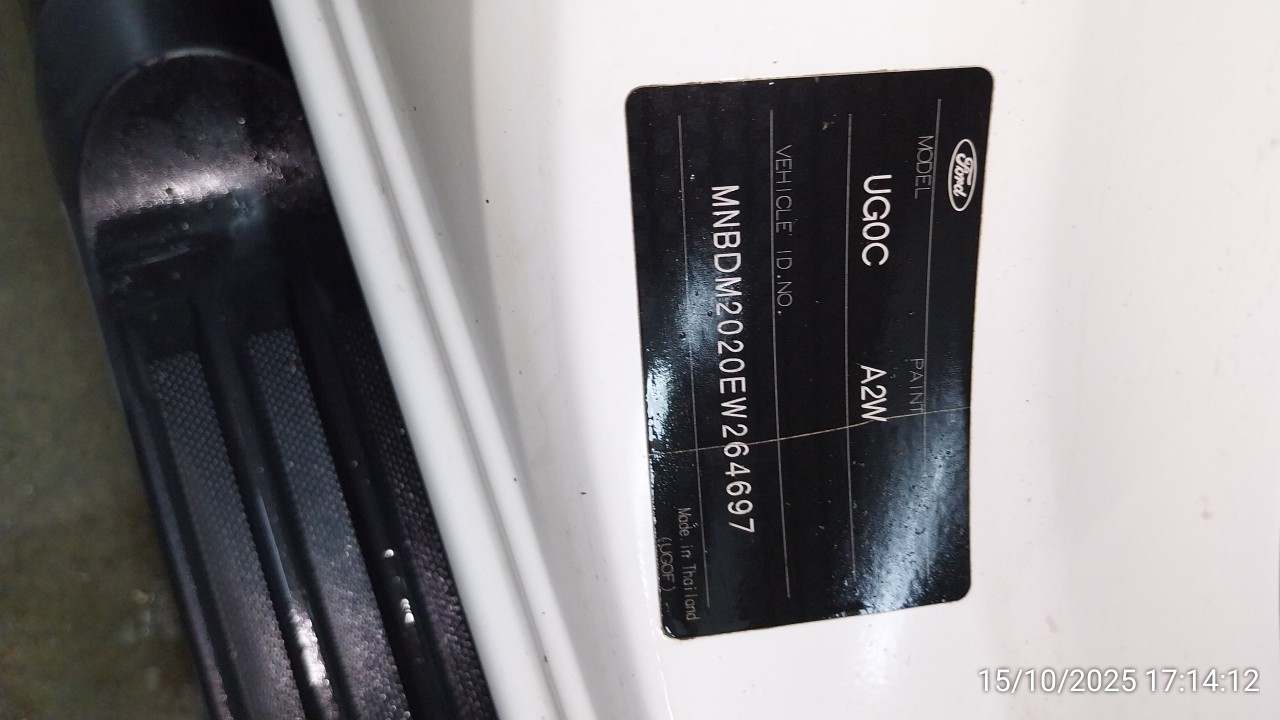 Ford
MODEL PAINT
UG0C A2W
VEHICLE ID.NO.
MNBDM2020EW264697
Made in Thailand
(UG0F)
15/10/2025 17:14:12